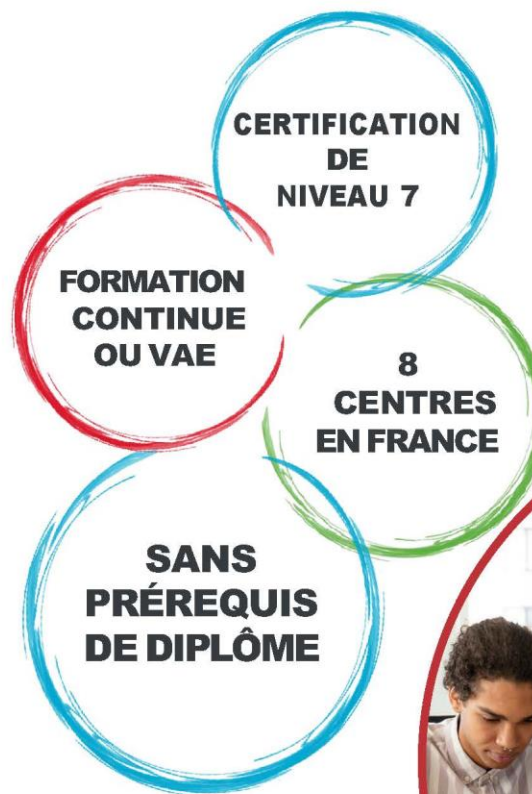 CERTIFICATION
DE
NIVEAU 7
FORMATION
CONTINUE
OU VAE
8
CENTRES
EN FRANCE
SANS
PRÉREQUIS
DE DIPLÔME